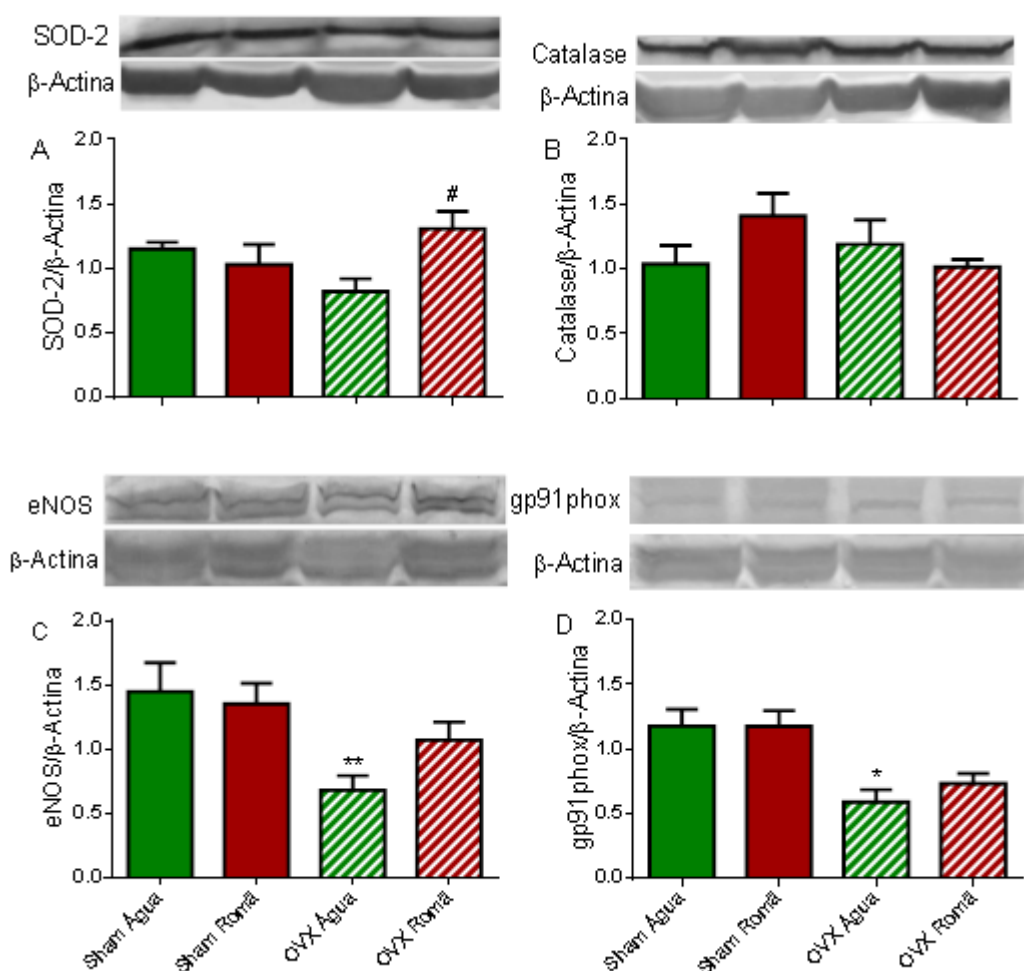 SOD-2
β-Actina
A
SOD-2/β-Actina
2.0
1.5
1.0
0.5
0.0
#
Catalase
β-Actina
B
Catalase/β-Actina
2.0
1.5
1.0
0.5
0.0
eNOS
β-Actina
C
eNOS/β-Actina
2.0
1.5
1.0
0.5
0.0
**
Sham Água
Sham Romã
OVX Água
OVX Romã
gp91phox
β-Actina
D
gp91phox/β-Actina
2.0
1.5
1.0
0.5
0.0
*
Sham Água
Sham Romã
OVX Água
OVX Romã